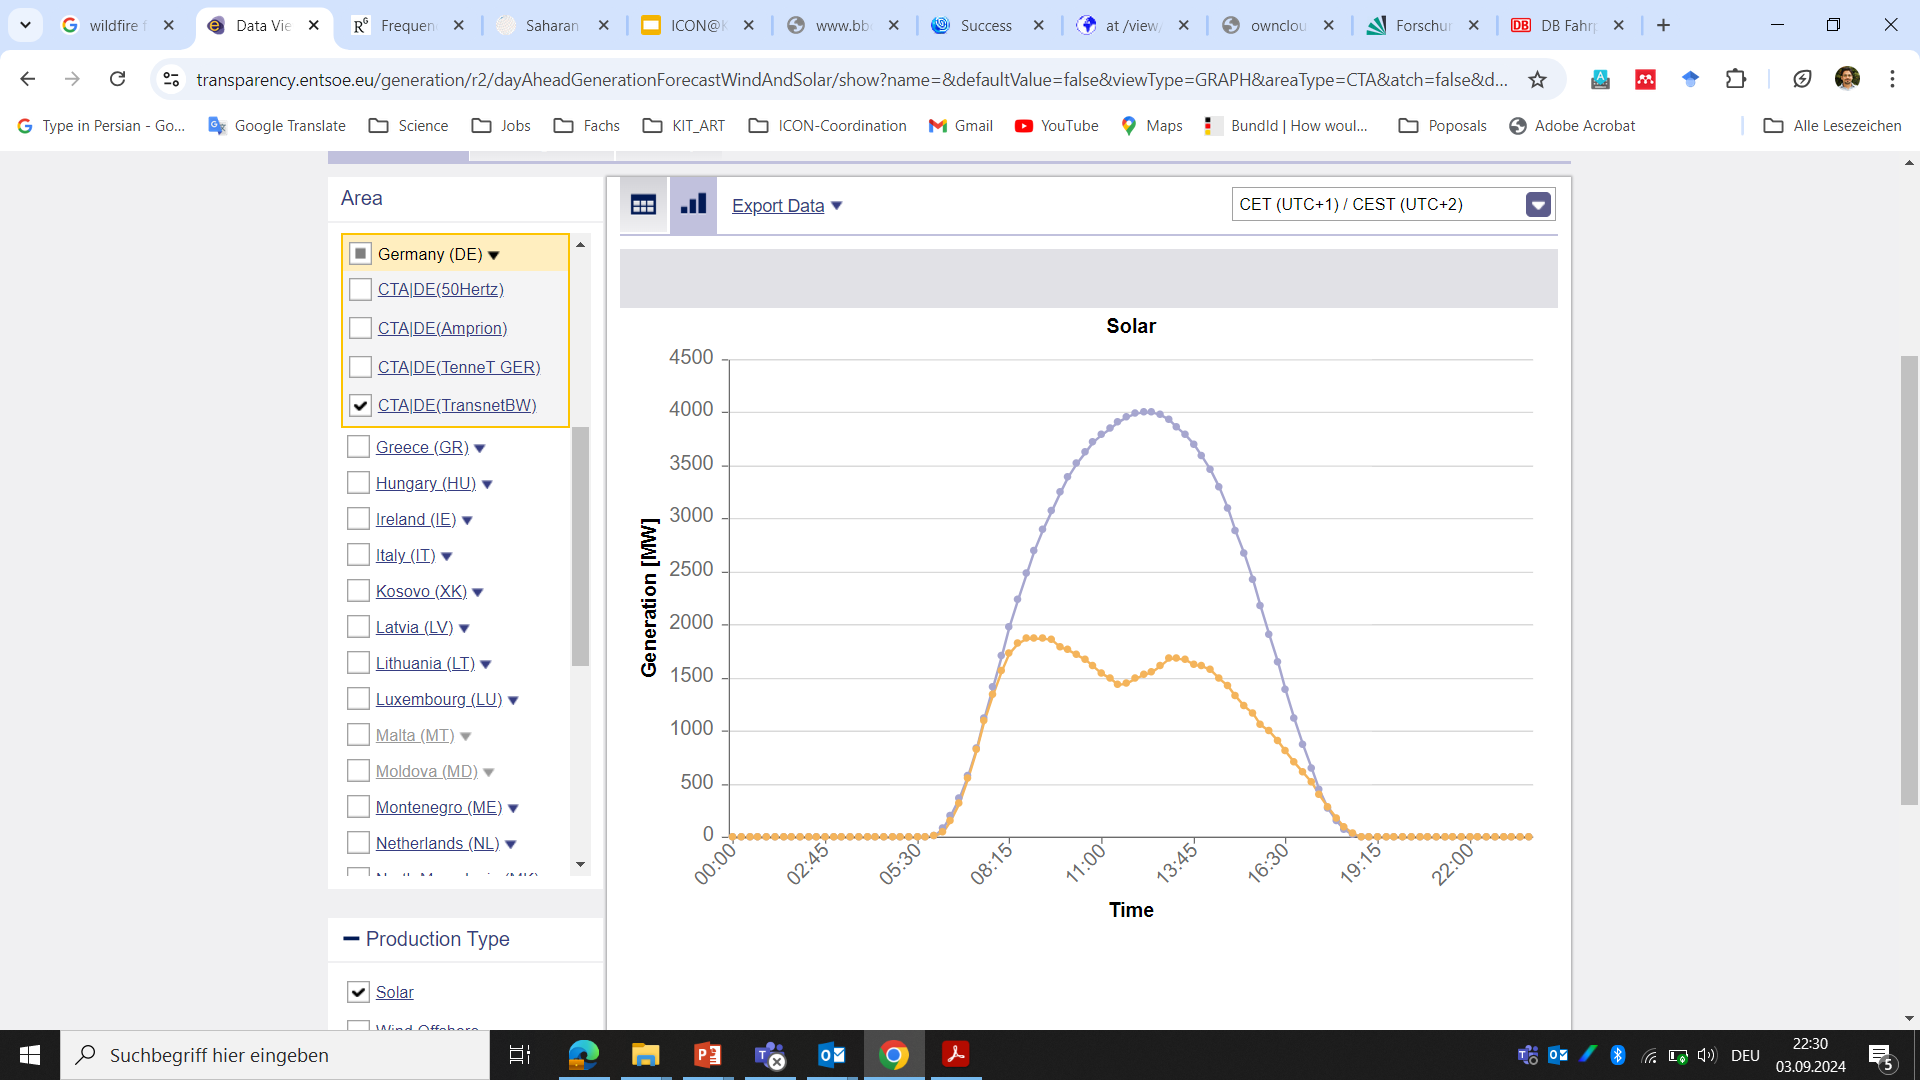 wildfire f
Data Vie
Frequen
Saharan
ICON@K
www.bb
Success
at /view/
ownclou
Forschun
DB Fahrp
transparency.entsoe.eu/generation/r2/dayAheadGenerationForecastWindAndSolar/show?name=&defaultValue=false&viewType=GRAPH&areaType=CTA&atch=false&d...
Type in Persian - Go...
Google Translate
Science
Jobs
Fachs
KIT_ART
ICON-Coordination
Gmail
YouTube
Maps
BundId | How woul...
Poposals
Adobe Acrobat
Alle Lesezeichen
Area
Germany (DE)
CTA|DE(50Hertz)
CTA|DE(Amprion)
CTA|DE(TenneT GER)
CTA|DE(TransnetBW)
Greece (GR)
Hungary (HU)
Ireland (IE)
Italy (IT)
Kosovo (XK)
Latvia (LV)
Lithuania (LT)
Luxembourg (LU)
Malta (MT)
Moldova (MD)
Montenegro (ME)
Netherlands (NL)
Production Type
Solar
Wind Offshore
Export Data
CET (UTC+1) / CEST (UTC+2)
Solar
Generation [MW]
4500
4000
3500
3000
2500
2000
1500
1000
500
0
00:00
02:45
05:30
08:15
11:00
13:45
16:30
19:15
22:00
Time
Suchbegriff hier eingeben
DEU
22:30
03.09.2024
5